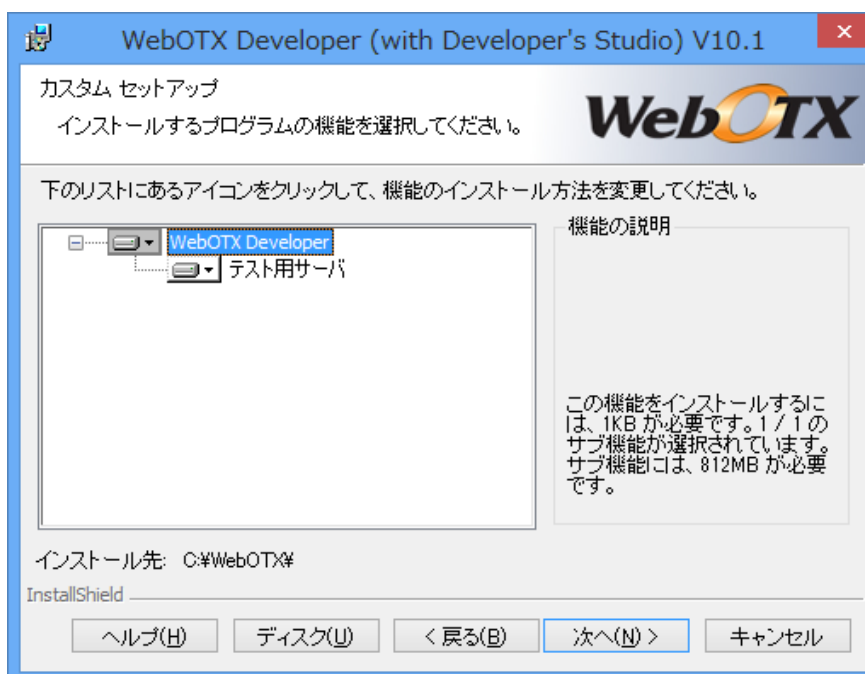 WebOTX Developer (with Developer's Studio) V10.1
カスタム セットアップ
インストールするプログラムの機能を選択してください。
WebOTX
下のリストにあるアイコンをクリックして、機能のインストール方法を変更してください。
WebOTX Developer
テスト用サーバ
機能の説明
この機能をインストールするに
は、1KB が必要です。1 / 1 の
サブ機能が選択されています。
サブ機能には、812MB が必要
です。
インストール先: C:¥WebOTX¥
InstallShield
ヘルプ(H)
ディスク(U)
< 戻る(B)
次へ(N) >
キャンセル